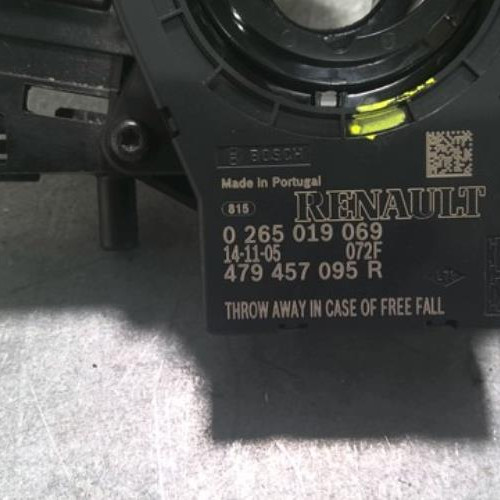 BOSCH
Made in Portugal
815
RENAULT
0 265 019 069
14-11-05 072F
479 457 095 R
THROW AWAY IN CASE OF FREE FALL